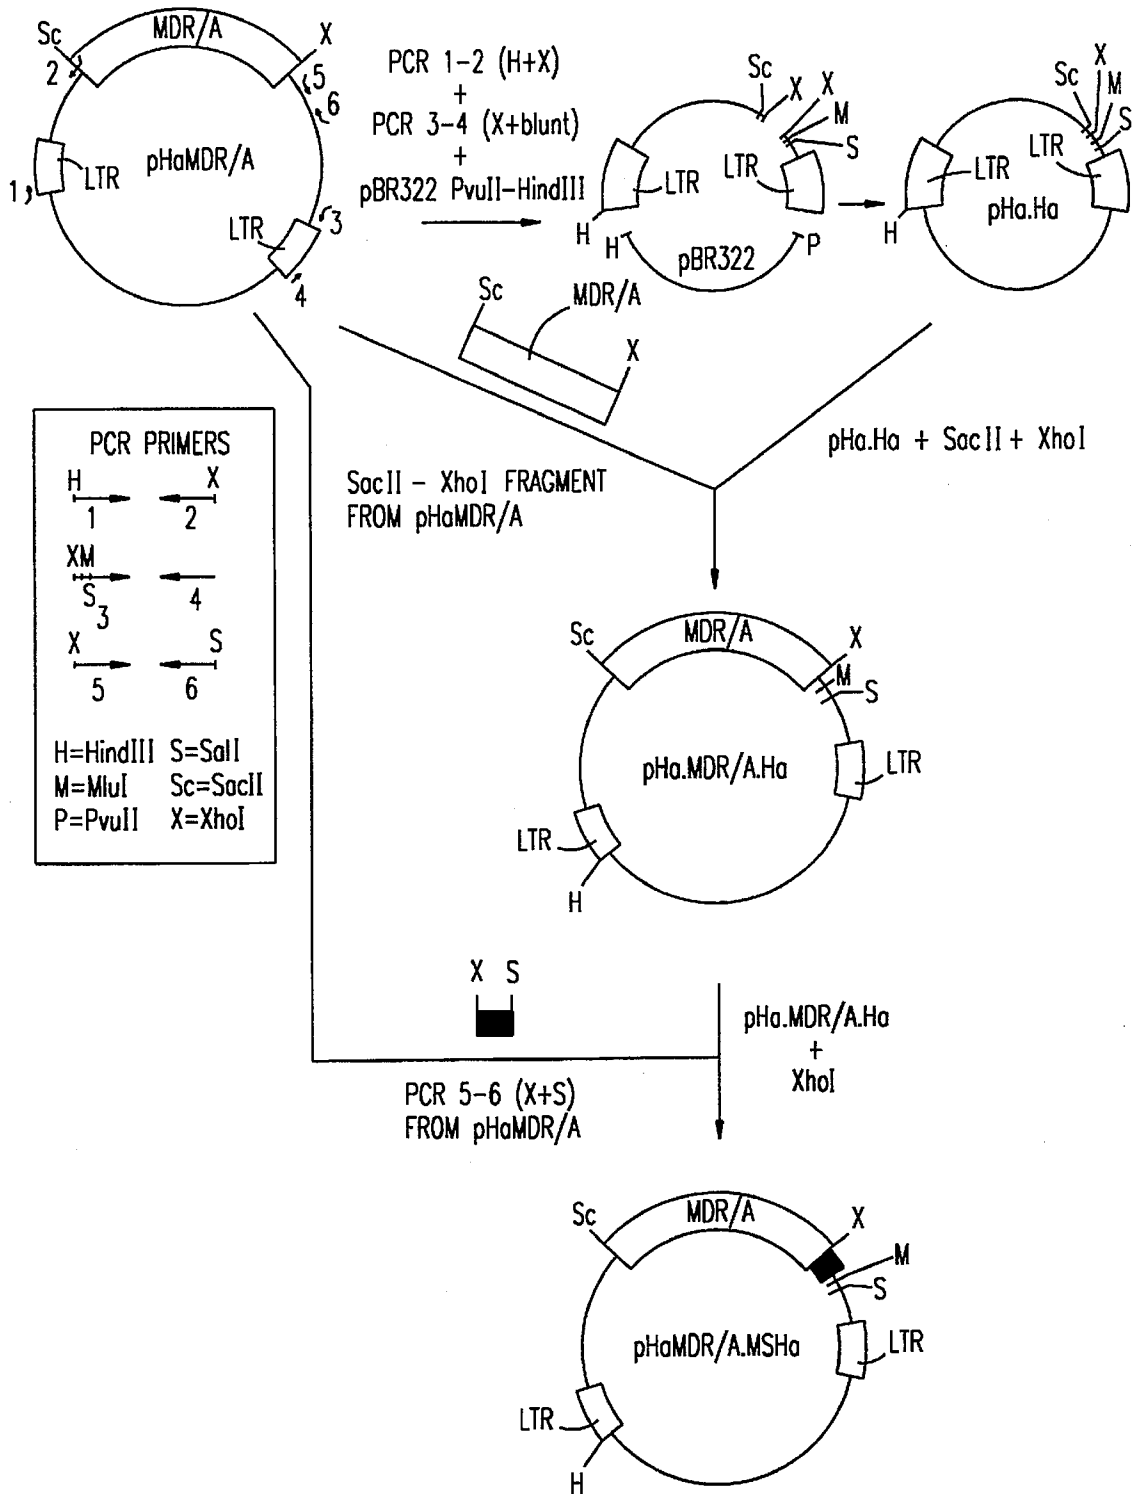 Sc
MDR/A
X
2
5
6
LTR
pHaMDR/A
1
LTR
3
4
PCR 1-2 (H+X)
+
PCR 3-4 (X+blunt)
+
pBR322 PvuII-HindIII
Sc
X
X
M
S
LTR
LTR
H
H
pBR322
P
Sc
X
M
S
LTR
LTR
pHa.Ha
H
Sc
MDR/A
X
SacII - XhoI FRAGMENT
FROM pHaMDR/A
pHa.Ha + SacII + XhoI
PCR PRIMERS
H X
1 2
XM
S
3 4
X S
5 6
H=HindIII S=SalI
M=MluI Sc=SacII
P=PvuII X=XhoI
Sc
MDR/A
X
M
S
pHa.MDR/A.Ha
LTR
LTR
H
X S
PCR 5-6 (X+S)
FROM pHaMDR/A
pHa.MDR/A.Ha
+
XhoI
Sc
MDR/A
X
M
S
pHaMDR/A.MSHa
LTR
LTR
H